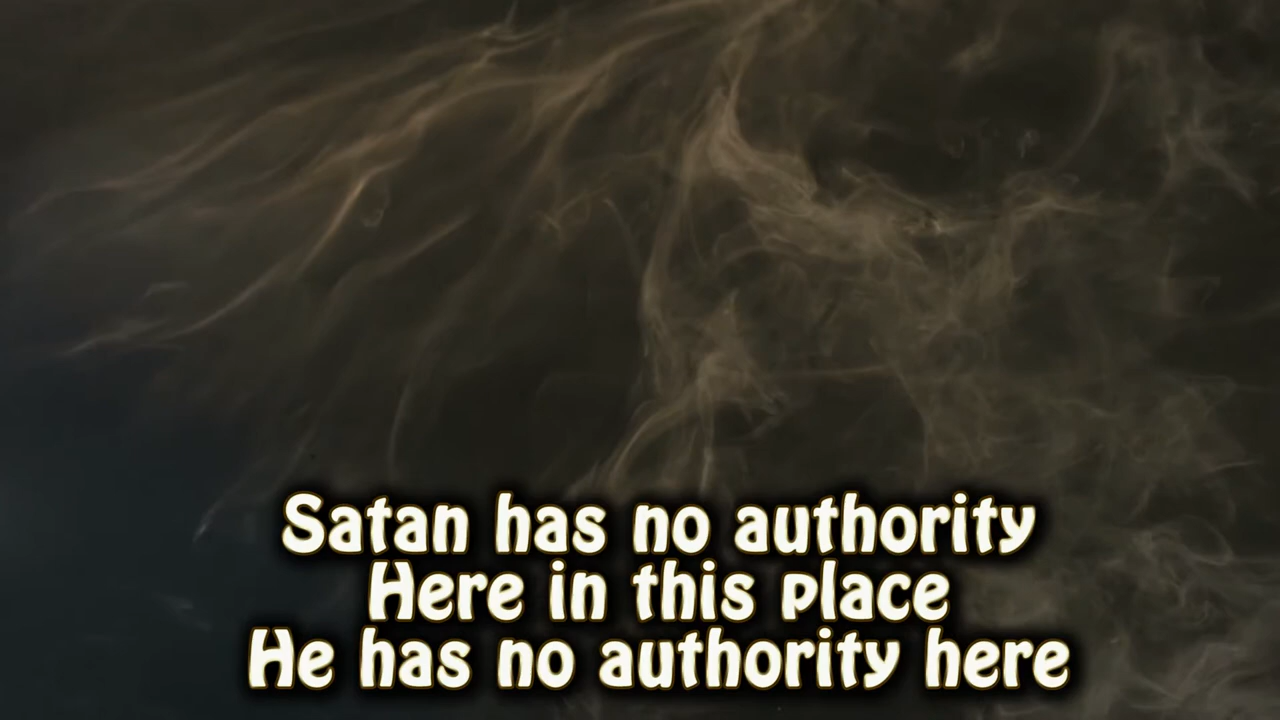 Satan has no authority
Here in this place
He has no authority here